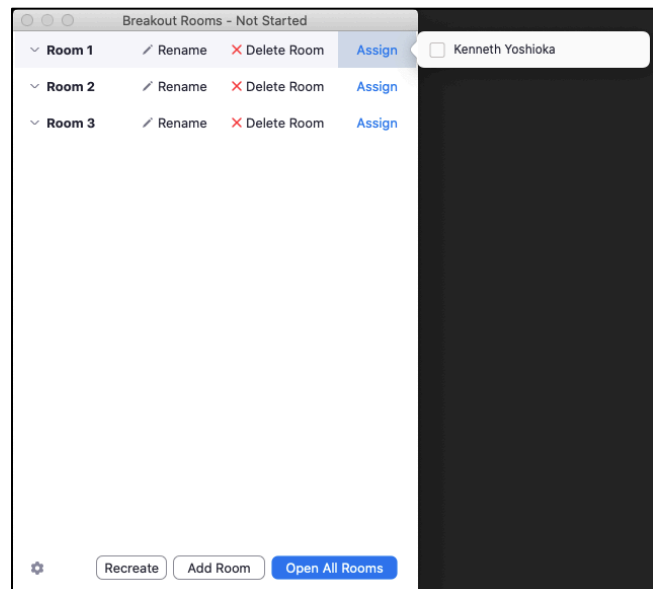 Breakout Rooms - Not Started
Room 1 Rename Delete Room Assign Kenneth Yoshioka
Room 2 Rename Delete Room Assign
Room 3 Rename Delete Room Assign
Recreate Add Room Open All Rooms